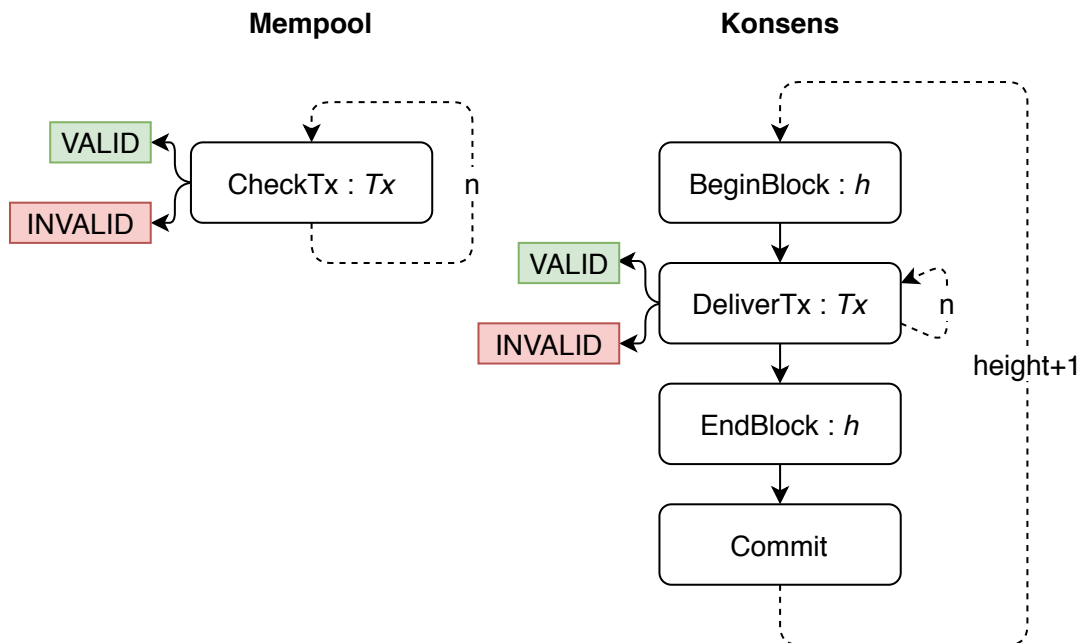 Mempool
VALID
INVALID
CheckTx : Tx
n
Konsens
BeginBlock : h
VALID
INVALID
DeliverTx : Tx
n
height+1
EndBlock : h
Commit